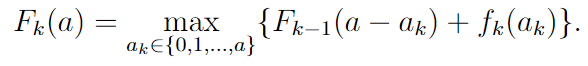 F_k(a) = max_{a_k∈{0,1,...,a}} {F_{k−1}(a − a_k) + f_k(a_k)}.